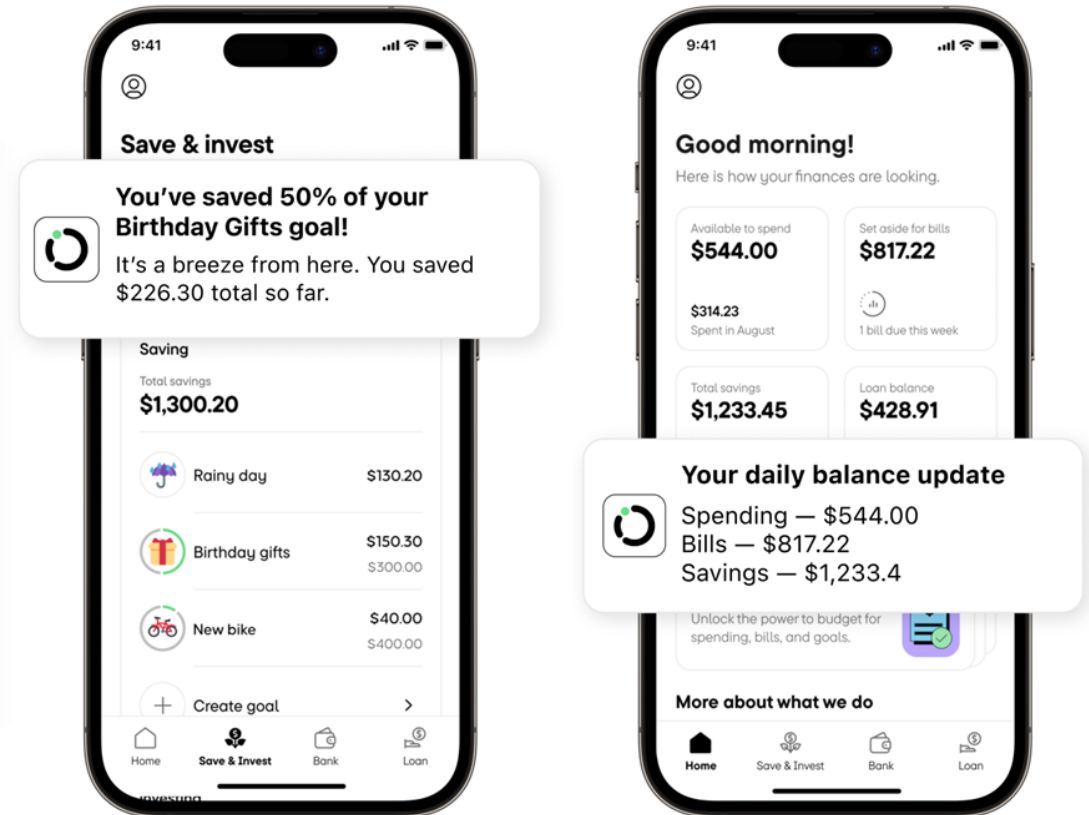 9:41
Save & invest
You've saved 50% of your
Birthday Gifts goal!
It's a breeze from here. You saved
$226.30 total so far.
Saving
Total savings
$1,300.20
Rainy day
$130.20
Birthday gifts
$150.30
$300.00
New bike
$40.00
$400.00
Create goal
Home
Save & Invest
Bank
Loan
Investing
9:41
Good morning!
Here is how your finances are looking.
Available to spend
$544.00
$314.23
Spent in August
Set aside for bills
$817.22
1 bill due this week
Total savings
$1,233.45
Loan balance
$428.91
Your daily balance update
Spending — $544.00
Bills — $817.22
Savings — $1,233.4
Unlock the power to budget for
spending, bills, and goals.
More about what we do
Home
Save & Invest
Bank
Loan